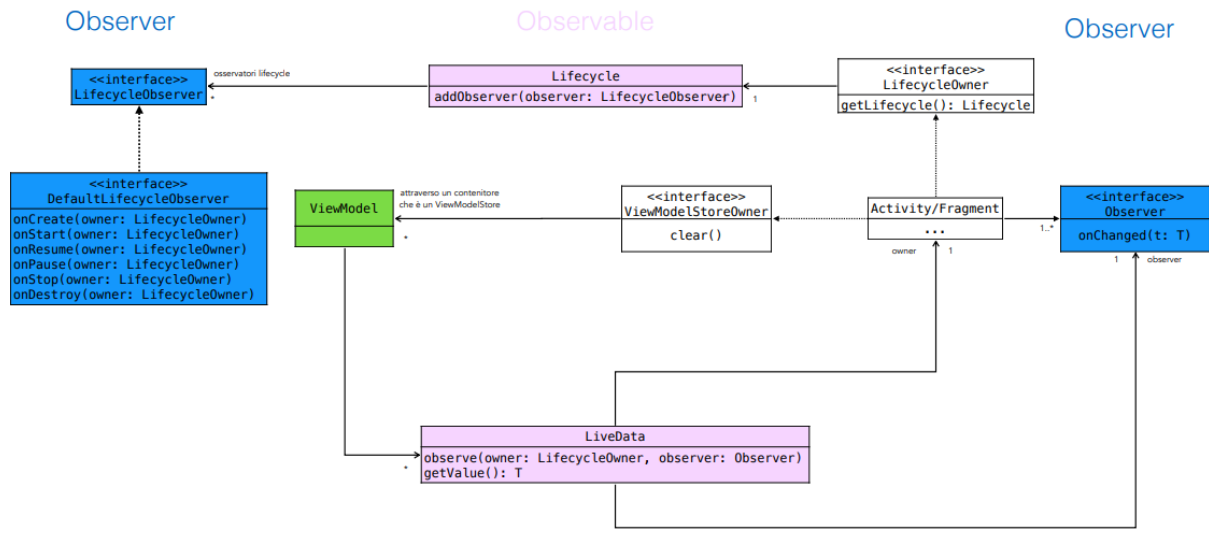 Observer
Observable
Observer
<<interface>>
LifecycleObserver
osservatori lifecycle
*
Lifecycle
addObserver(observer: LifecycleObserver)
1
<<interface>>
LifecycleOwner
getLifecycle(): Lifecycle
<<interface>>
DefaultLifecycleObserver
onCreate(owner: LifecycleOwner)
onStart(owner: LifecycleOwner)
onResume(owner: LifecycleOwner)
onPause(owner: LifecycleOwner)
onStop(owner: LifecycleOwner)
onDestroy(owner: LifecycleOwner)
ViewModel
attraverso un contenitore
che è un ViewModelStore
*
<<interface>>
ViewModelStoreOwner
clear()
Activity/Fragment
...
owner
1
1..*
<<interface>>
Observer
onChanged(t: T)
1
observer
*
LiveData
observe(owner: LifecycleOwner, observer: Observer)
getValue(): T